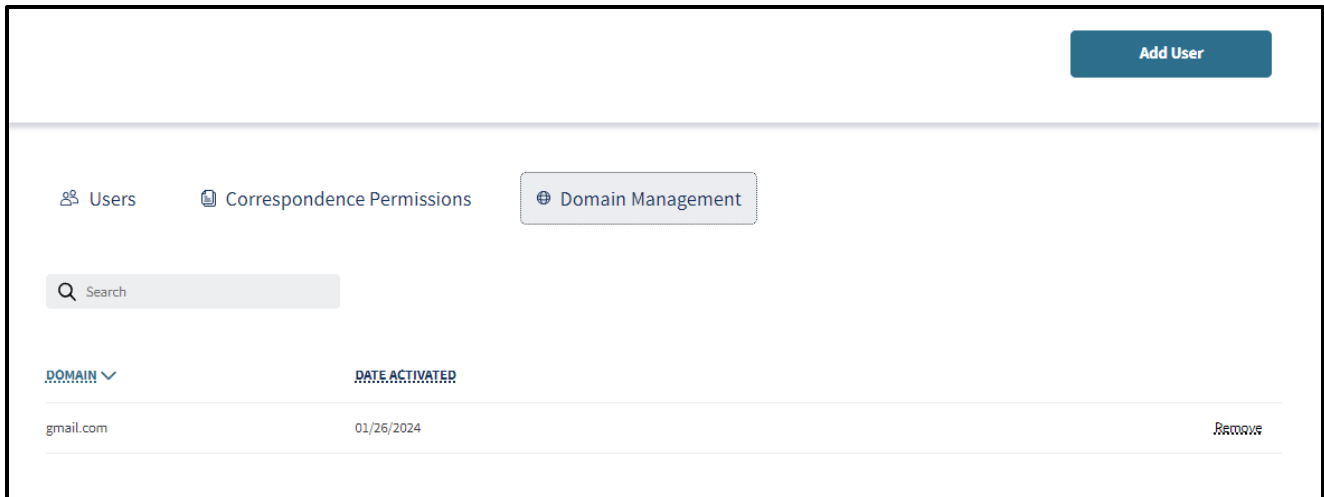 Add User
Users Correspondence Permissions Domain Management
Search
DOMAIN DATE ACTIVATED
gmail.com 01/26/2024 Remove